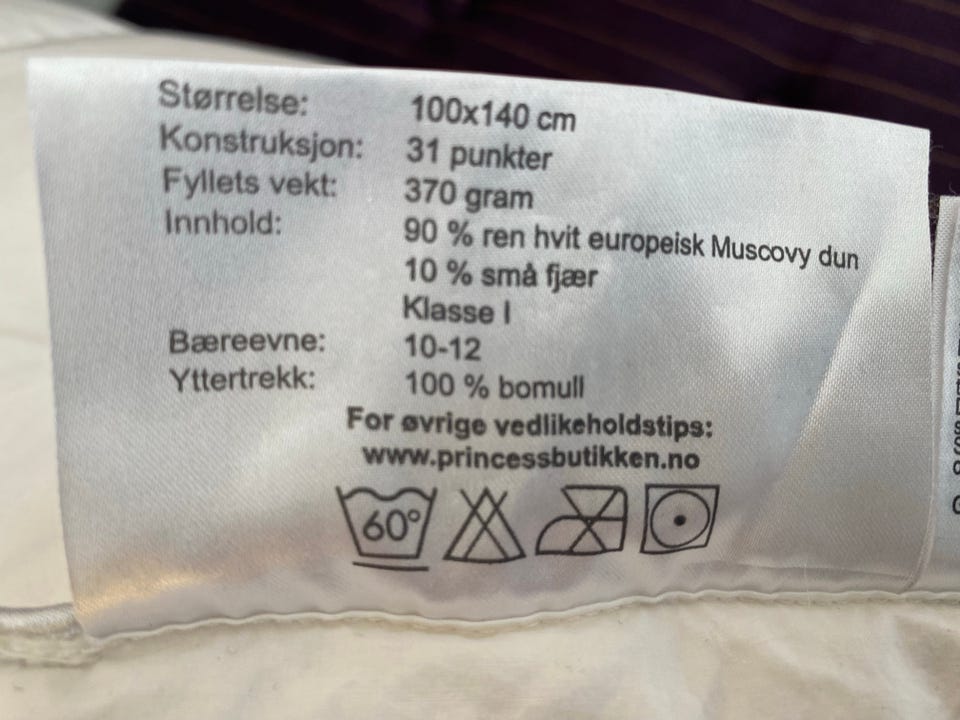 Størrelse: 100x140 cm
Konstruksjon: 31 punkter
Fyllets vekt: 370 gram
Innhold: 90 % ren hvit europeisk Muscovy dun
10 % små fjær
Klasse I
Bæreevne: 10-12
Yttertrekk: 100 % bomull
For øvrige vedlikeholdstips:
www.princessbutikken.no
60°